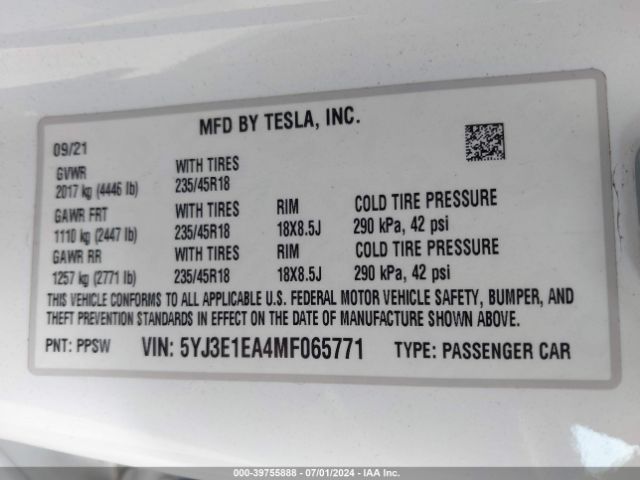 MFD BY TESLA, INC.
09/21
GVWR WITH TIRES
2017 kg (4446 lb) 235/45R18
GAWR FRT WITH TIRES RIM COLD TIRE PRESSURE
1110 kg (2447 lb) 235/45R18 18X8.5J 290 kPa, 42 psi
GAWR RR WITH TIRES RIM COLD TIRE PRESSURE
1257 kg (2771 lb) 235/45R18 18X8.5J 290 kPa, 42 psi
THIS VEHICLE CONFORMS TO ALL APPLICABLE U.S. FEDERAL MOTOR VEHICLE SAFETY, BUMPER, AND
THEFT PREVENTION STANDARDS IN EFFECT ON THE DATE OF MANUFACTURE SHOWN ABOVE.
PNT: PPSW VIN: 5YJ3E1EA4MF065771 TYPE: PASSENGER CAR
000-39755888 - 07/01/2024 - IAA Inc.